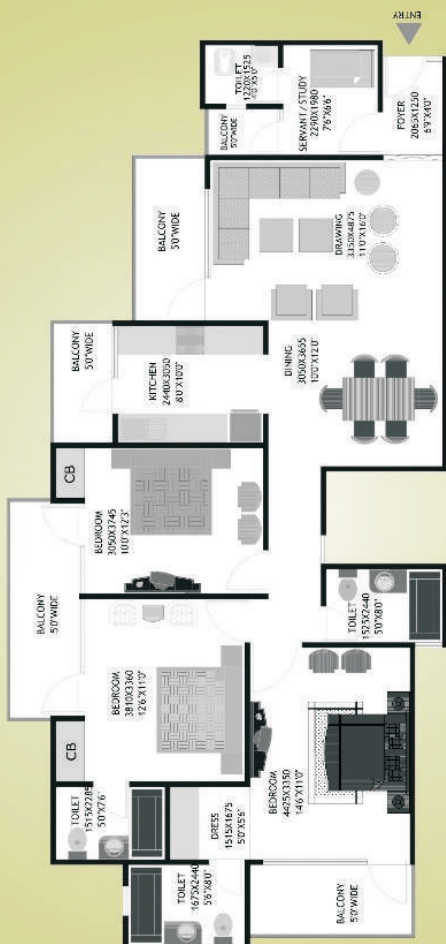 ENTRY
TOILET
1220X1525
4'0"X5'0"
BALCONY
5'0"WIDE
SERVANT / STUDY
2290X1980
7'6"X6'6"
FOYER
2065X1250
6'9"X4'0"
BALCONY
5'0"WIDE
DRAWING
3350X4875
11'0"X16'0"
BALCONY
5'0"WIDE
KITCHEN
2440X3050
8'0"X10'0"
DINING
3050X3655
10'0"X12'0"
CB
BEDROOM
3050X3745
10'0"X12'3"
BALCONY
5'0"WIDE
BEDROOM
3810X3360
12'6"X11'0"
TOILET
1525X2440
5'0"X8'0"
CB
TOILET
1515X2285
5'0"X7'6"
DRESS
1515X1675
5'0"X5'6"
BEDROOM
4425X3350
14'6"X11'0"
TOILET
1675X2440
5'6"X8'0"
BALCONY
5'0"WIDE